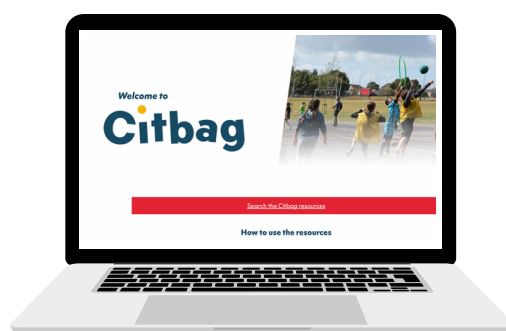 Welcome to
Citbag
Search the Citbag resources
How to use the resources